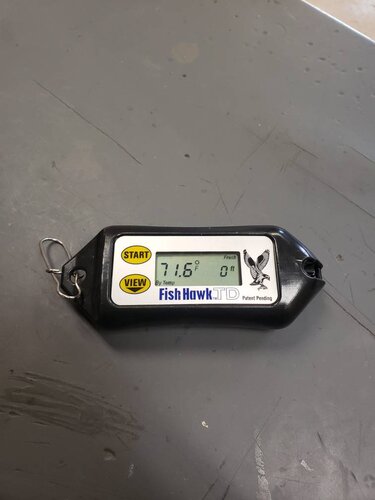 START
VIEW
Fresh
71.6°F 0ft
By Temp
Fish Hawk TD
Patent Pending